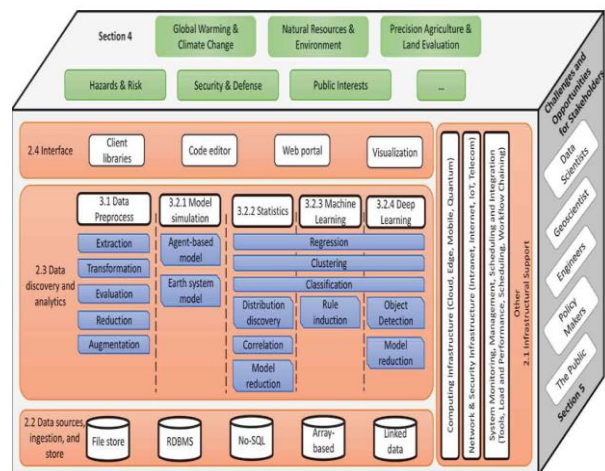 Section 4
Global Warming &
Climate Change
Natural Resources &
Environment
Precision Agriculture &
Land Evaluation
Hazards & Risk
Security & Defense
Public Interests
...
2.4 Interface
Client
libraries
Code editor
Web portal
Visualization
2.3 Data
discovery and
analytics
3.1 Data
Preprocess
3.2.1 Model
simulation
3.2.2 Statistics
3.2.3 Machine
Learning
3.2.4 Deep
Learning
Extraction
Transformation
Evaluation
Reduction
Augmentation
Agent-based
model
Earth system
model
Regression
Clustering
Classification
Distribution
discovery
Correlation
Model
reduction
Rule
induction
Object
Detection
Model
reduction
2.2 Data sources,
ingestion, and
store
File store
RDBMS
No-SQL
Array-
based
Linked
data
Computing Infrastructure (Cloud, Edge, Mobile, Quantum)
Network & Security Infrastructure (Intranet, Internet, IoT, Telecom)
System Monitoring, Management, Scheduling and Integration
(Tools, Load and Performance, Scheduling, Workflow Chaining)
Other
2.1 Infrastructural Support
Challenges and
Opportunities
for Stakeholders
Data
Scientists
Geoscientist
Engineers
Policy
Makers
The Public
Section 5